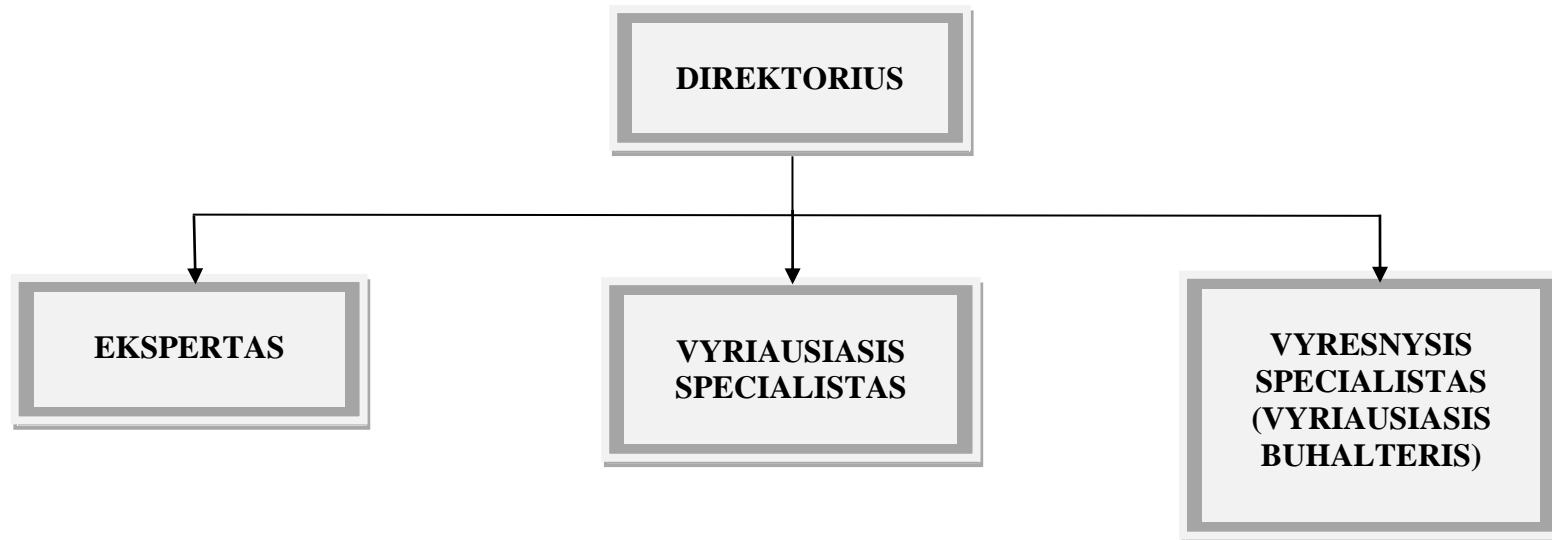 DIREKTORIUS
EKSPERTAS
VYRIAUSIASIS
SPECIALISTAS
VYRESNYSIS
SPECIALISTAS
(VYRIAUSIASIS
BUHALTERIS)